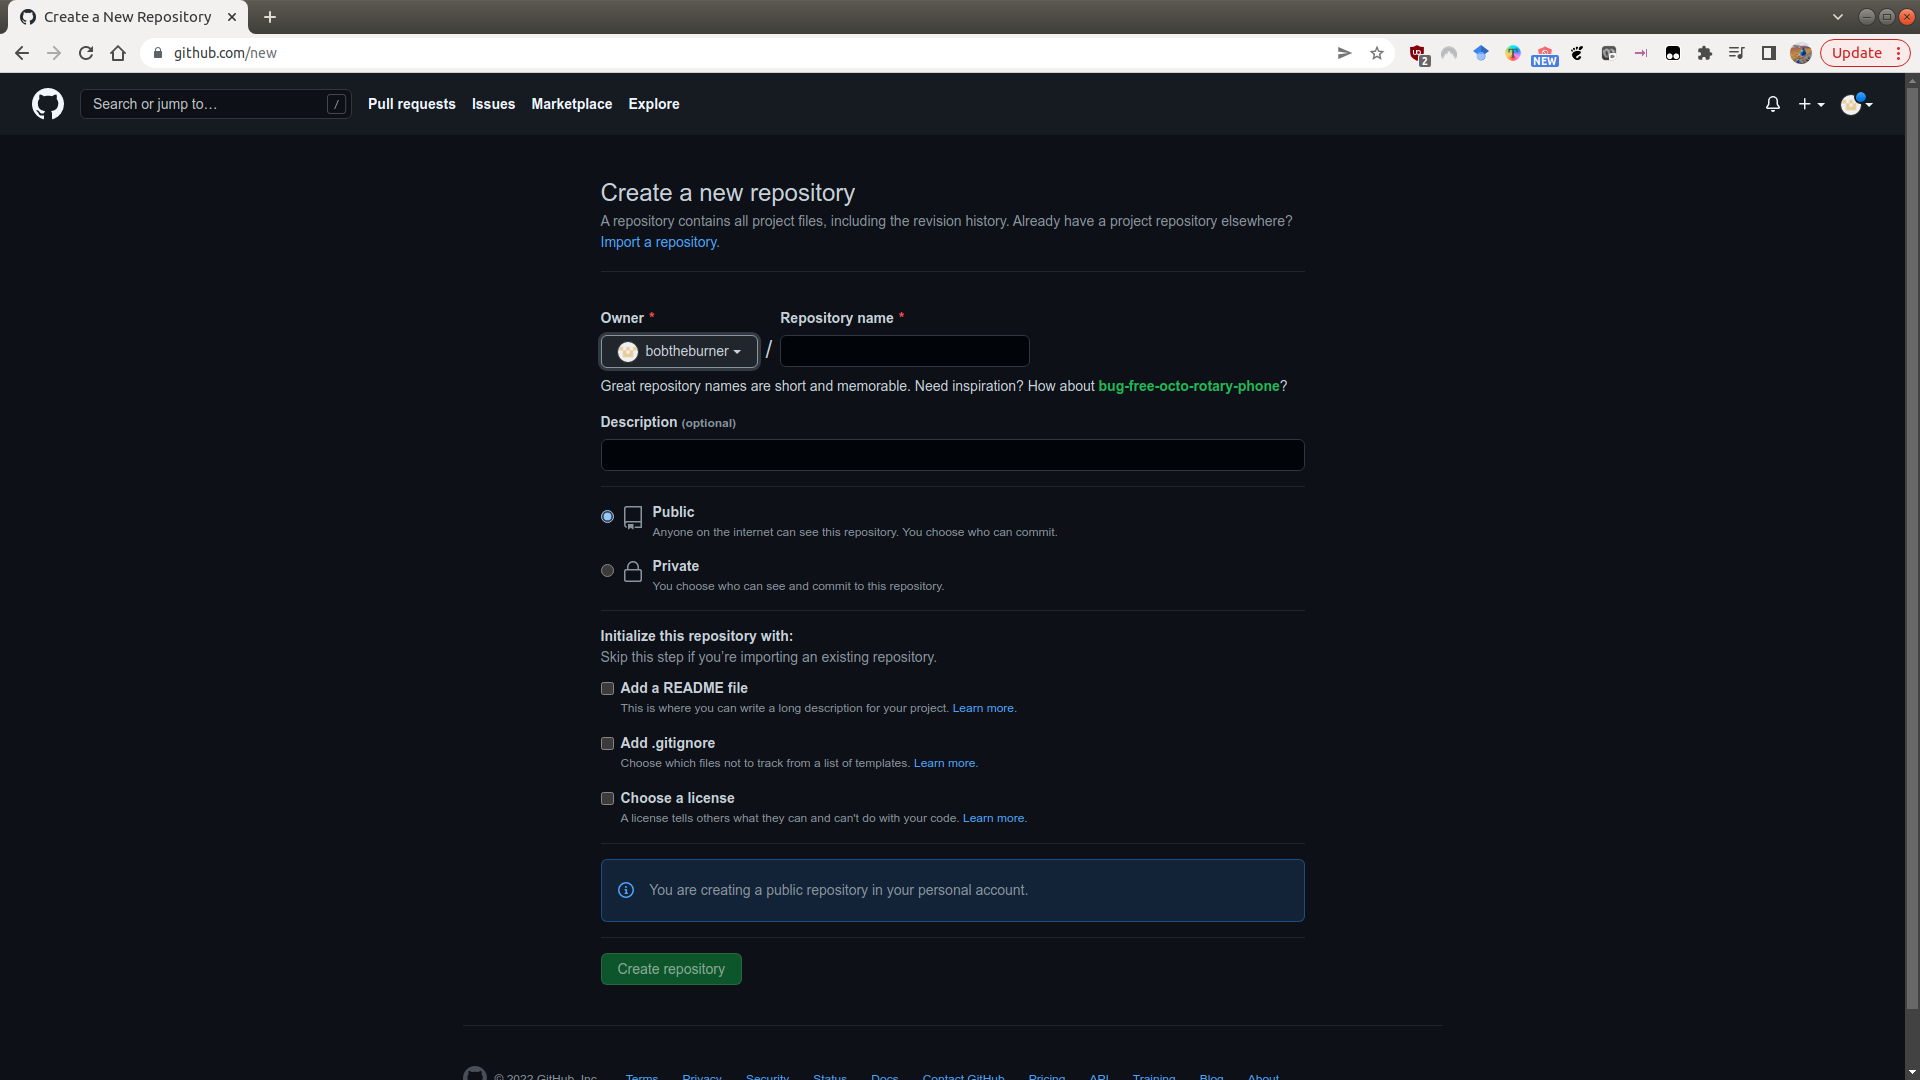 Create a New Repository
github.com/new
2
NEW
Update
Search or jump to…
/
Pull requests
Issues
Marketplace
Explore
Create a new repository
A repository contains all project files, including the revision history. Already have a project repository elsewhere?
Import a repository.
Owner *
Repository name *
bobtheburner
/
Great repository names are short and memorable. Need inspiration? How about bug-free-octo-rotary-phone?
Description (optional)
Public
Anyone on the internet can see this repository. You choose who can commit.
Private
You choose who can see and commit to this repository.
Initialize this repository with:
Skip this step if you’re importing an existing repository.
Add a README file
This is where you can write a long description for your project. Learn more.
Add .gitignore
Choose which files not to track from a list of templates. Learn more.
Choose a license
A license tells others what they can and can't do with your code. Learn more.
You are creating a public repository in your personal account.
Create repository
© 2022 GitHub, Inc.
Terms
Privacy
Security
Status
Docs
Contact GitHub
Pricing
API
Training
Blog
About